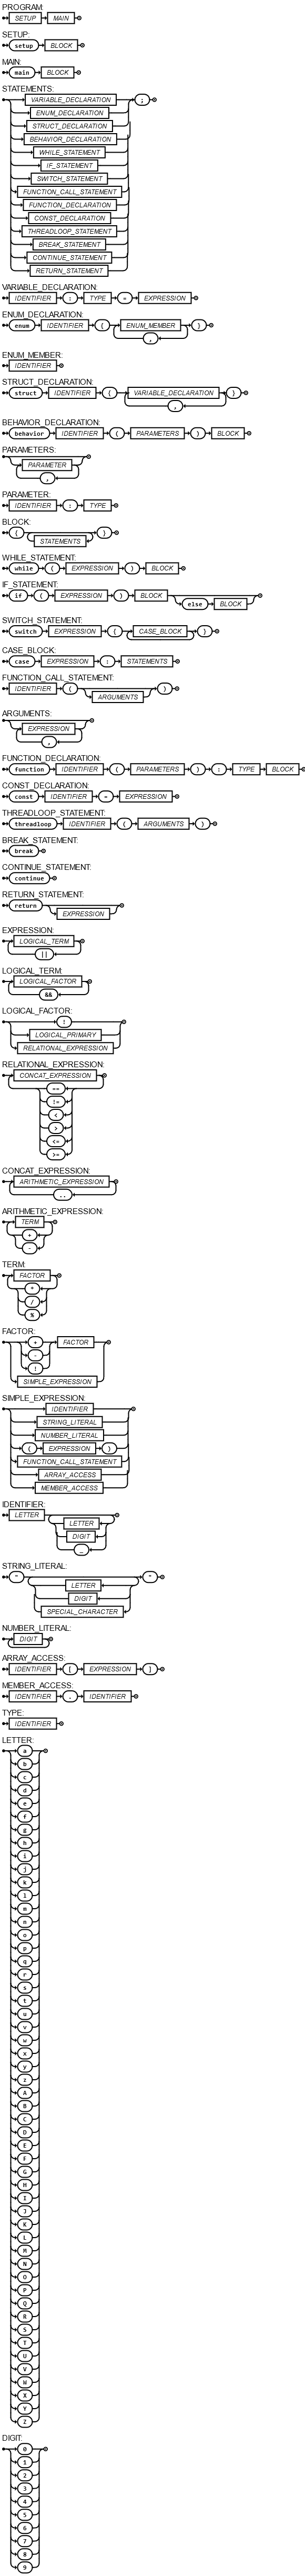 PROGRAM:
SETUP MAIN
SETUP:
setup BLOCK
MAIN:
main BLOCK
STATEMENTS:
VARIABLE_DECLARATION ;
ENUM_DECLARATION
STRUCT_DECLARATION
BEHAVIOR_DECLARATION
WHILE_STATEMENT
IF_STATEMENT
SWITCH_STATEMENT
FUNCTION_CALL_STATEMENT
FUNCTION_DECLARATION
CONST_DECLARATION
THREADLOOP_STATEMENT
BREAK_STATEMENT
CONTINUE_STATEMENT
RETURN_STATEMENT
VARIABLE_DECLARATION:
IDENTIFIER : TYPE = EXPRESSION
ENUM_DECLARATION:
enum IDENTIFIER { ENUM_MEMBER }
,
ENUM_MEMBER:
IDENTIFIER
STRUCT_DECLARATION:
struct IDENTIFIER { VARIABLE_DECLARATION }
,
BEHAVIOR_DECLARATION:
behavior IDENTIFIER ( PARAMETERS ) BLOCK
PARAMETERS:
PARAMETER
,
PARAMETER:
IDENTIFIER : TYPE
BLOCK:
{ }
STATEMENTS
WHILE_STATEMENT:
while ( EXPRESSION ) BLOCK
IF_STATEMENT:
if ( EXPRESSION ) BLOCK
else BLOCK
SWITCH_STATEMENT:
switch EXPRESSION { CASE_BLOCK }
CASE_BLOCK:
case EXPRESSION : STATEMENTS
FUNCTION_CALL_STATEMENT:
IDENTIFIER ( )
ARGUMENTS
ARGUMENTS:
EXPRESSION
,
FUNCTION_DECLARATION:
function IDENTIFIER ( PARAMETERS ) : TYPE BLOCK
CONST_DECLARATION:
const IDENTIFIER = EXPRESSION
THREADLOOP_STATEMENT:
threadloop IDENTIFIER ( ARGUMENTS )
BREAK_STATEMENT:
break
CONTINUE_STATEMENT:
continue
RETURN_STATEMENT:
return
EXPRESSION
EXPRESSION:
LOGICAL_TERM
||
LOGICAL_TERM:
LOGICAL_FACTOR
&&
LOGICAL_FACTOR:
!
LOGICAL_PRIMARY
RELATIONAL_EXPRESSION
RELATIONAL_EXPRESSION:
CONCAT_EXPRESSION
==
!=
<
>
<=
>=
CONCAT_EXPRESSION:
ARITHMETIC_EXPRESSION
..
ARITHMETIC_EXPRESSION:
TERM
+
-
TERM:
FACTOR
*
/
%
FACTOR:
+ FACTOR
-
!
SIMPLE_EXPRESSION
SIMPLE_EXPRESSION:
IDENTIFIER
STRING_LITERAL
NUMBER_LITERAL
( EXPRESSION )
FUNCTION_CALL_STATEMENT
ARRAY_ACCESS
MEMBER_ACCESS
IDENTIFIER:
LETTER
LETTER
DIGIT
_
STRING_LITERAL:
" "
LETTER
DIGIT
SPECIAL_CHARACTER
NUMBER_LITERAL:
DIGIT
ARRAY_ACCESS:
IDENTIFIER [ EXPRESSION ]
MEMBER_ACCESS:
IDENTIFIER . IDENTIFIER
TYPE:
IDENTIFIER
LETTER:
a
b
c
d
e
f
g
h
i
j
k
l
m
n
o
p
q
r
s
t
u
v
w
x
y
z
A
B
C
D
E
F
G
H
I
J
K
L
M
N
O
P
Q
R
S
T
U
V
W
X
Y
Z
DIGIT:
0
1
2
3
4
5
6
7
8
9